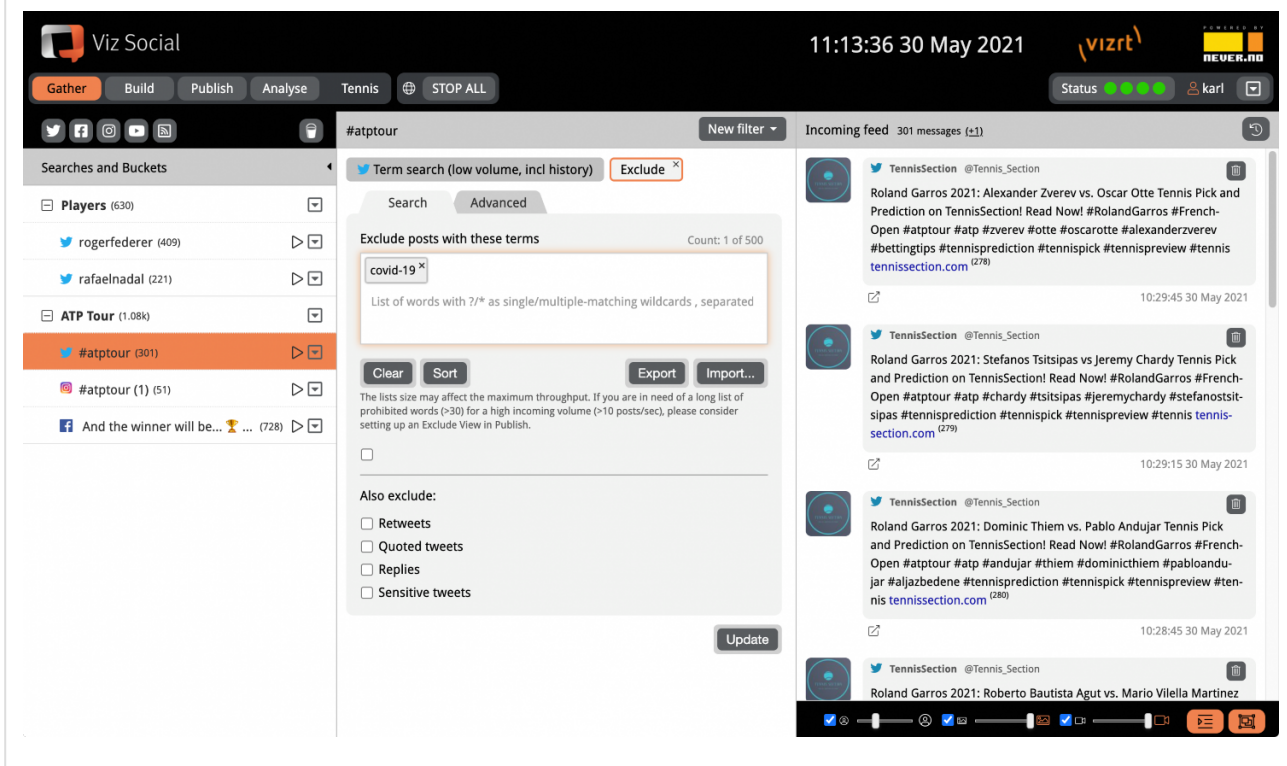 Viz Social
11:13:36 30 May 2021
vizrt
POWERED BY
never.no
Gather Build Publish Analyse Tennis STOP ALL
Status karl
#atptour
New filter
Incoming feed 301 messages (+1)
Searches and Buckets
Players (630)
rogerfederer (409)
rafaelnadal (221)
ATP Tour (1.08k)
#atptour (301)
#atptour (1) (51)
And the winner will be... 🏆 ... (728)
Term search (low volume, incl history) Exclude ×
Search Advanced
Exclude posts with these terms Count: 1 of 500
covid-19 ×
List of words with ?/* as single/multiple-matching wildcards , separated
Clear Sort Export Import...
The lists size may affect the maximum throughput. If you are in need of a long list of
prohibited words (>30) for a high incoming volume (>10 posts/sec), please consider
setting up an Exclude View in Publish.
Also exclude:
Retweets
Quoted tweets
Replies
Sensitive tweets
Update
TennisSection @Tennis_Section
Roland Garros 2021: Alexander Zverev vs. Oscar Otte Tennis Pick and
Prediction on TennisSection! Read Now! #RolandGarros #French-
Open #atptour #atp #zverev #otte #oscarotte #alexanderzverev
#bettingtips #tennisprediction #tennispick #tennispreview #tennis
tennissection.com (278)
10:29:45 30 May 2021
TennisSection @Tennis_Section
Roland Garros 2021: Stefanos Tsitsipas vs Jeremy Chardy Tennis Pick
and Prediction on TennisSection! Read Now! #RolandGarros #French-
Open #atptour #atp #chardy #tsitsipas #jeremychardy #stefanostsit-
sipas #tennisprediction #tennispick #tennispreview #tennis tennis-
section.com (279)
10:29:15 30 May 2021
TennisSection @Tennis_Section
Roland Garros 2021: Dominic Thiem vs. Pablo Andujar Tennis Pick
and Prediction on TennisSection! Read Now! #RolandGarros #French-
Open #atptour #atp #andujar #thiem #dominicthiem #pabloandu-
jar #aljazbedene #tennisprediction #tennispick #tennispreview #ten-
nis tennissection.com (280)
10:28:45 30 May 2021
TennisSection @Tennis_Section
Roland Garros 2021: Roberto Bautista Agut vs. Mario Vilella Martinez